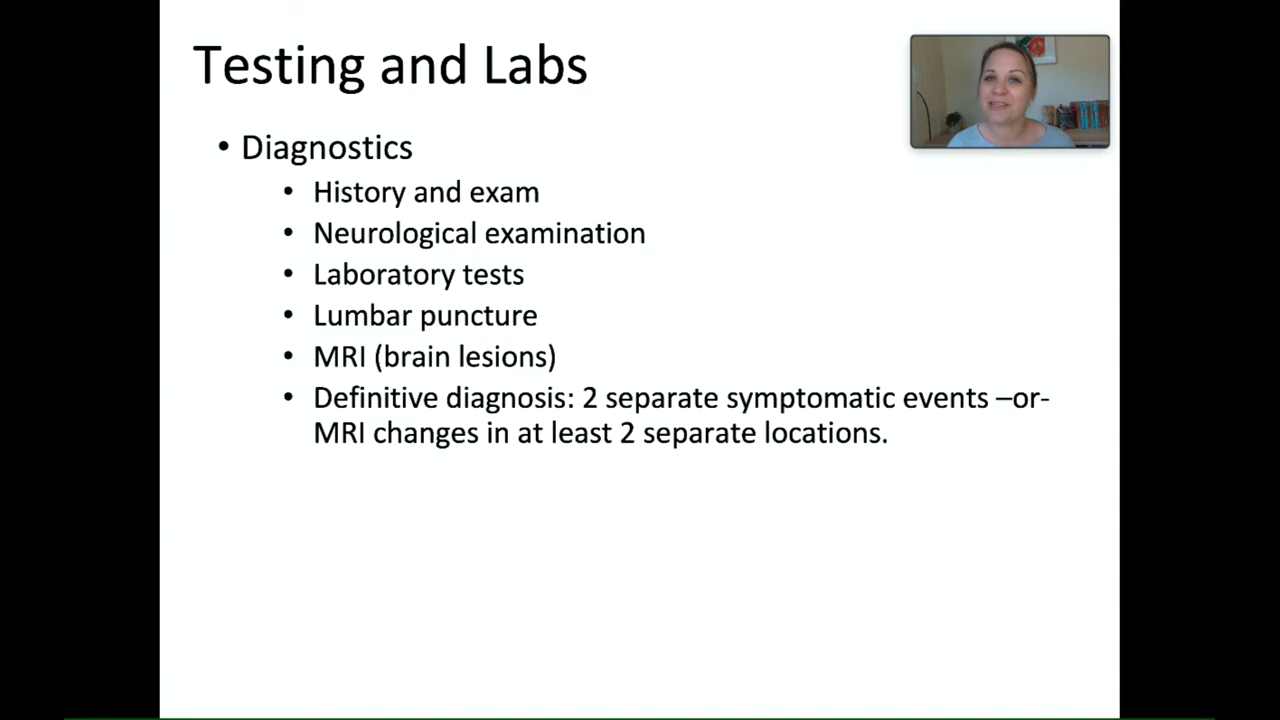 Testing and Labs
• Diagnostics
• History and exam
• Neurological examination
• Laboratory tests
• Lumbar puncture
• MRI (brain lesions)
• Definitive diagnosis: 2 separate symptomatic events –or-
MRI changes in at least 2 separate locations.